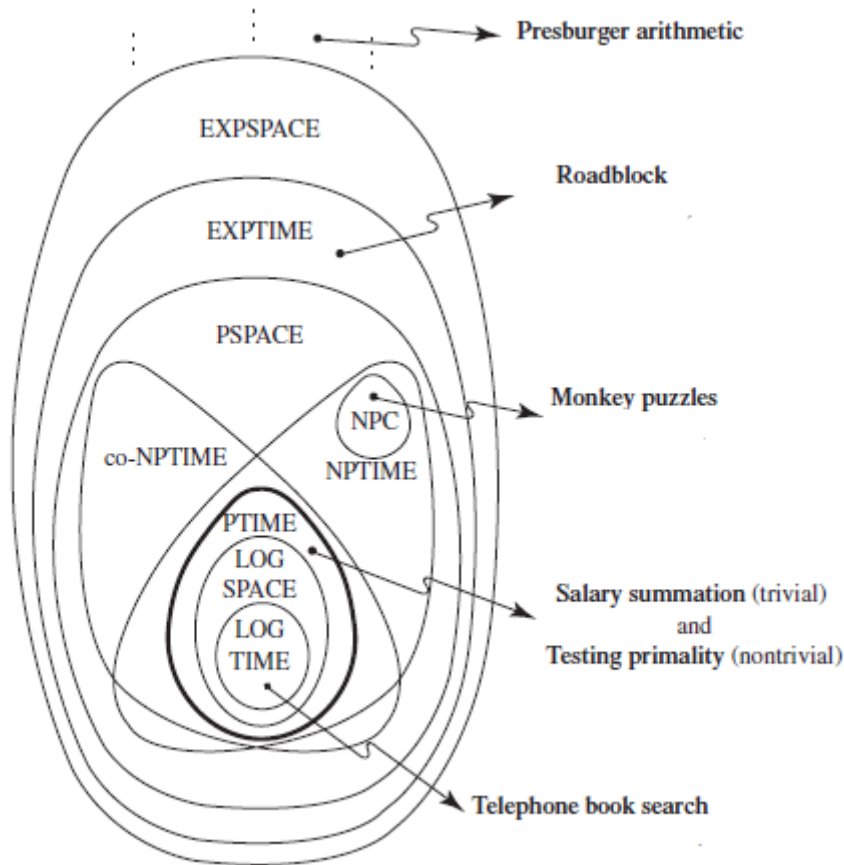 Presburger arithmetic
EXPSPACE
Roadblock
EXPTIME
PSPACE
Monkey puzzles
NPC
co-NPTIME
NPTIME
PTIME
LOG
SPACE
Salary summation (trivial)
and
Testing primality (nontrivial)
LOG
TIME
Telephone book search